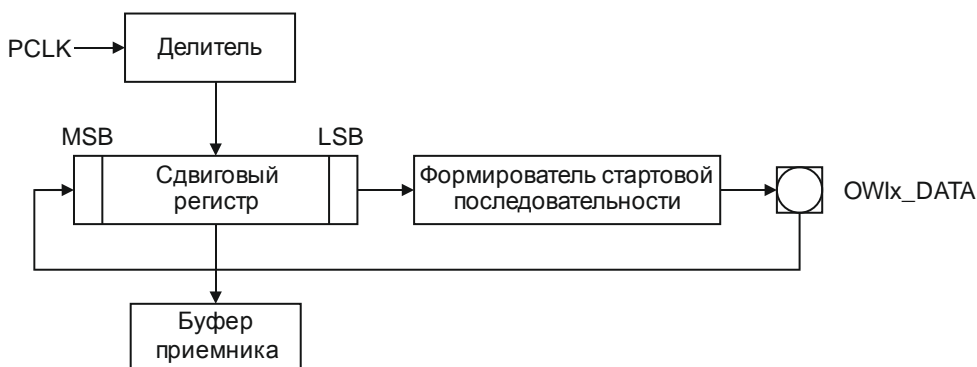 PCLK
Делитель
MSB
LSB
Сдвиговый
регистр
Формирователь стартовой
последовательности
OWIx_DATA
Буфер
приемника